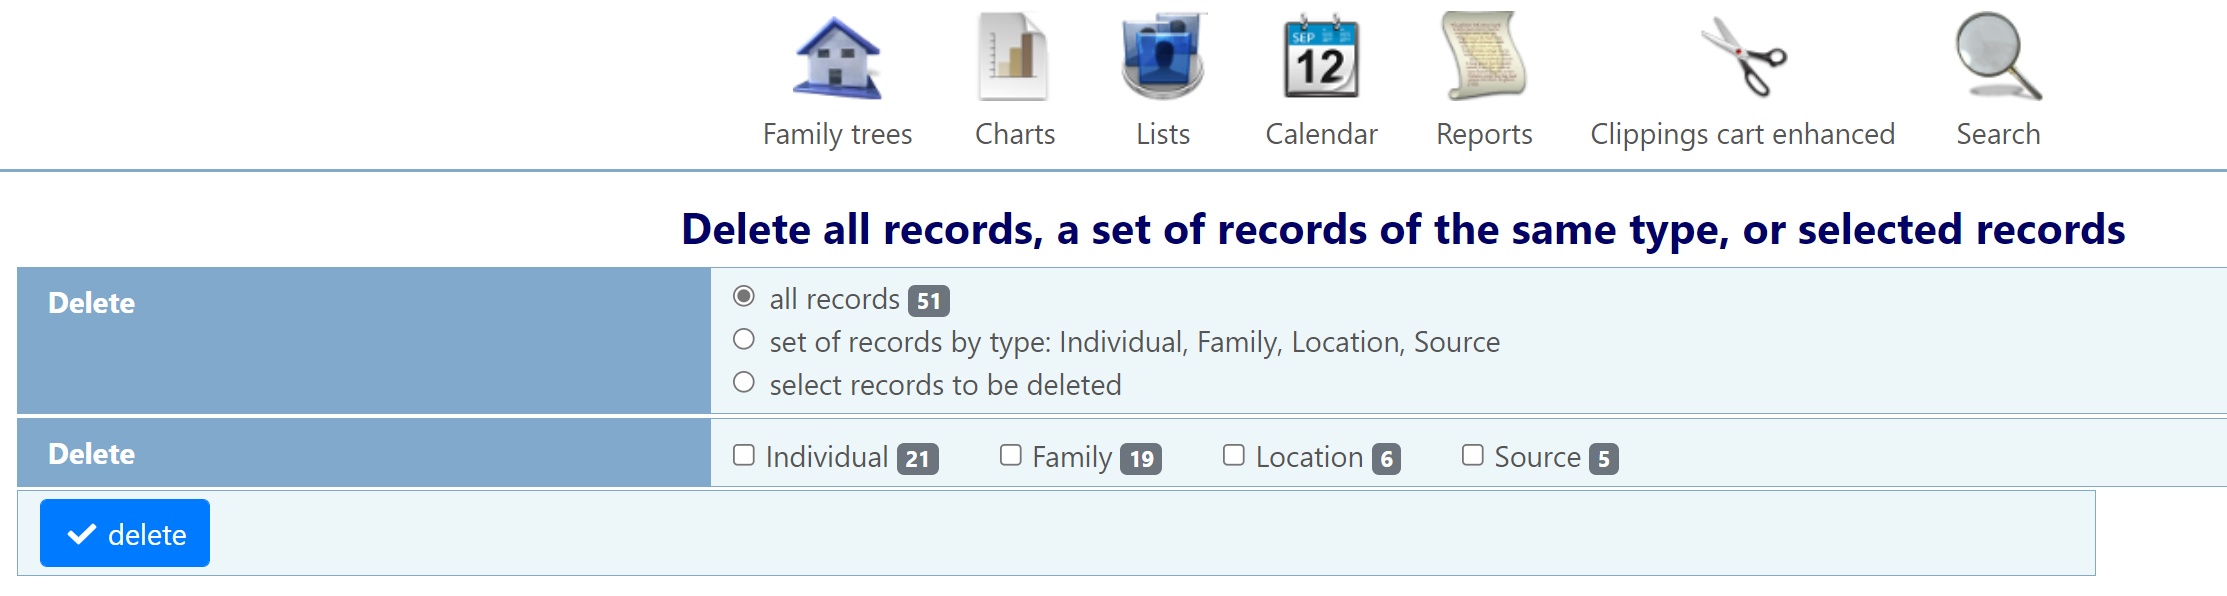 SEP
12
Family trees
Charts
Lists
Calendar
Reports
Clippings cart enhanced
Search
Delete all records, a set of records of the same type, or selected records
Delete
all records 51
set of records by type: Individual, Family, Location, Source
select records to be deleted
Delete
Individual 21
Family 19
Location 6
Source 5
delete